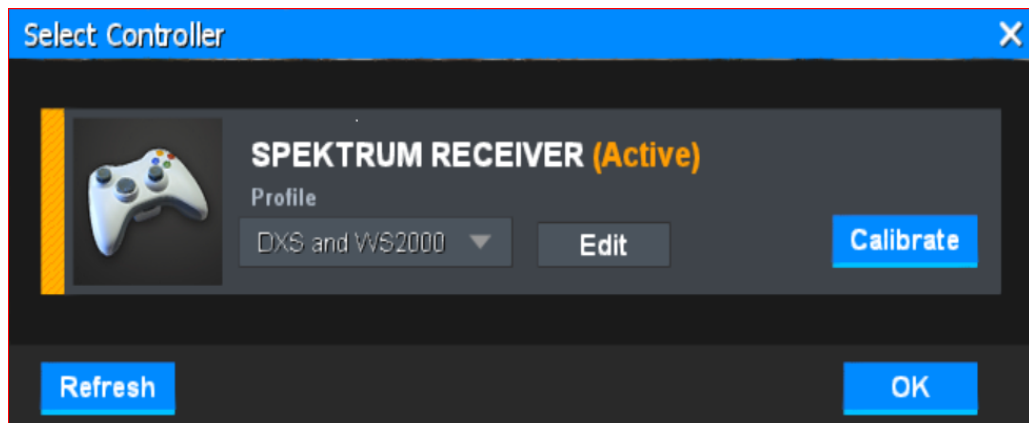 Select Controller
SPEKTRUM RECEIVER (Active)
Profile
DXS and WS2000
Edit
Calibrate
Refresh
OK